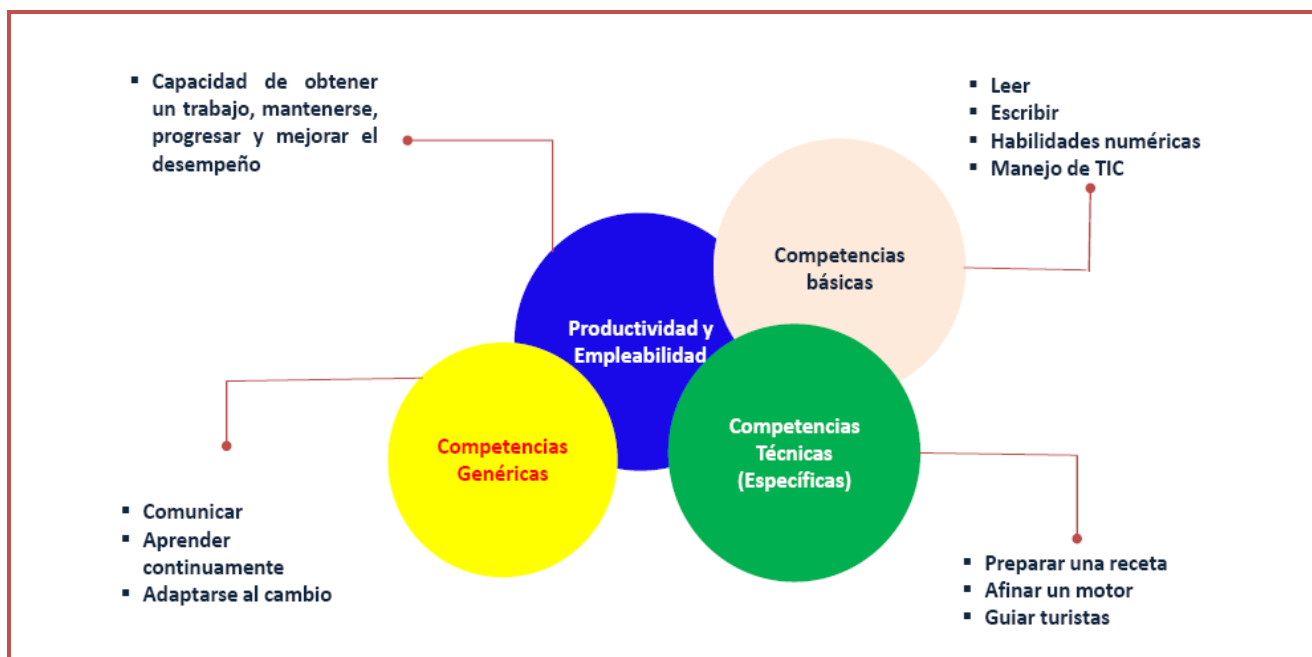 ▪ Capacidad de obtener
un trabajo, mantenerse,
progresar y mejorar el
desempeño
▪ Leer
▪ Escribir
▪ Habilidades numéricas
▪ Manejo de TIC
Competencias
básicas
Productividad y
Empleabilidad
Competencias
Genéricas
Competencias
Técnicas
(Específicas)
▪ Comunicar
▪ Aprender
continuamente
▪ Adaptarse al cambio
▪ Preparar una receta
▪ Afinar un motor
▪ Guiar turistas